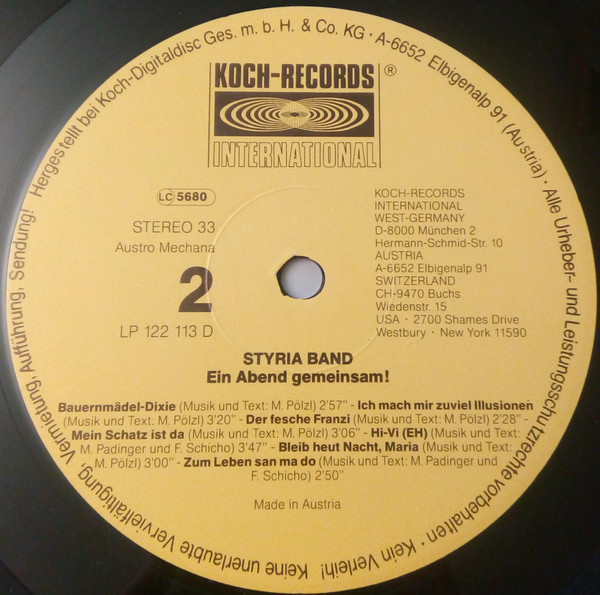 Hergestellt bei Koch-Digitaldisc Ges. m. b. H. & Co. KG · A-6652 Elbigenalp 91 (Austria) · Alle Urheber- und Leistungsschutzrechte vorbehalten · Kein Verleih! Keine unerlaubte Vervielfältigung, Vermietung, Aufführung, Sendung!
KOCH-RECORDS ®
INTERNATIONAL
LC 5680
STEREO 33
Austro Mechana
2
LP 122 113 D
KOCH-RECORDS
INTERNATIONAL
WEST-GERMANY
D-8000 München 2
Hermann-Schmid-Str. 10
AUSTRIA
A-6652 Elbigenalp 91
SWITZERLAND
CH-9470 Buchs
Wiedenstr. 15
USA · 2700 Shames Drive
Westbury · New York 11590
STYRIA BAND
Ein Abend gemeinsam!
Bauernmädel-Dixie (Musik und Text: M. Pölzl) 2'57" - Ich mach mir zuviel Illusionen
(Musik und Text: M. Pölzl) 3'20" - Der fesche Franzi (Musik und Text: M. Pölzl) 2'28" -
Mein Schatz ist da (Musik und Text: M. Pölzl) 3'06" - Hi-Vi (EH) (Musik und Text:
M. Padinger und F. Schicho) 3'47" - Bleib heut Nacht, Maria (Musik und Text:
M. Pölzl) 3'00" - Zum Leben san ma do (Musik und Text: M. Padinger und
F. Schicho) 2'50"
Made in Austria